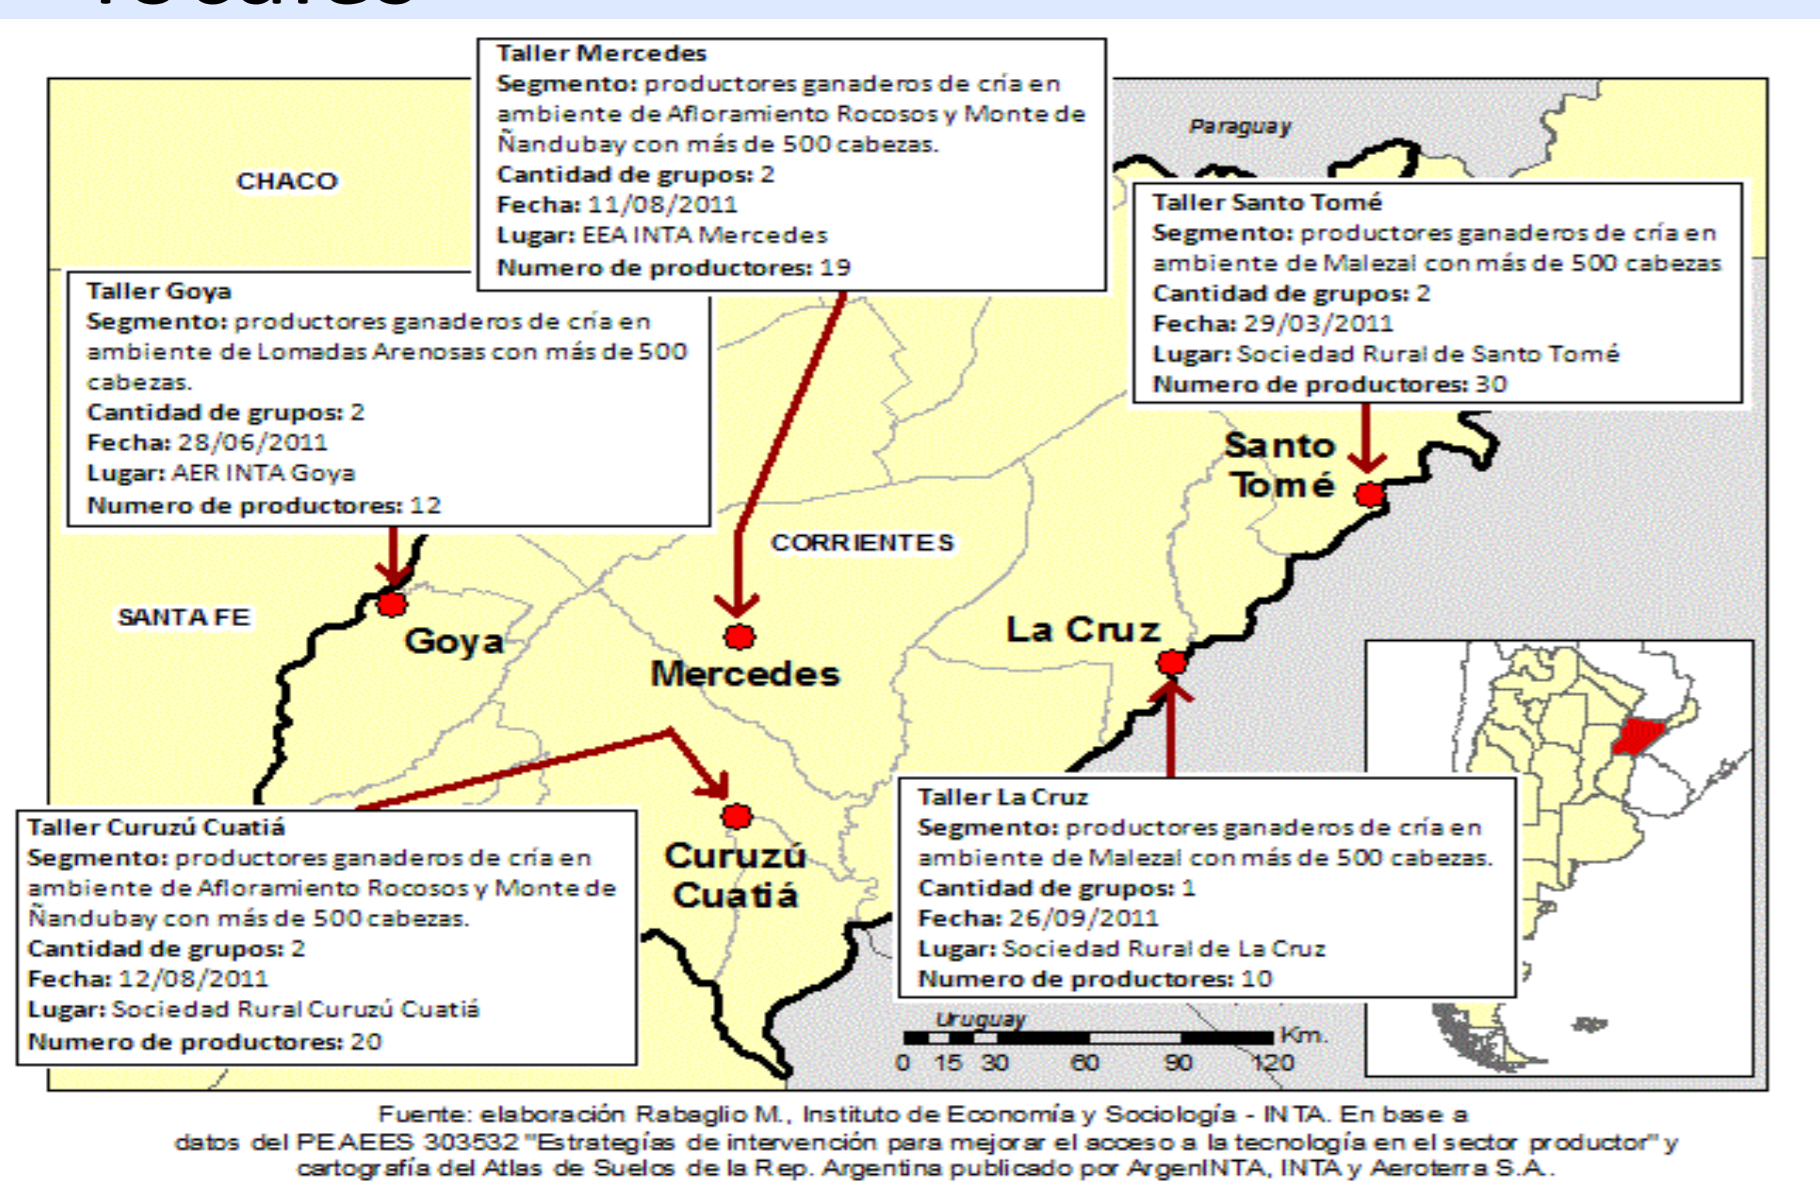 Taller Mercedes
Segmento: productores ganaderos de cría en
ambiente de Afloramiento Rocosos y Monte de
Ñandubay con más de 500 cabezas.
Cantidad de grupos: 2
Fecha: 11/08/2011
Lugar: EEA INTA Mercedes
Numero de productores: 19
Paraguay
CHACO
Taller Santo Tomé
Segmento: productores ganaderos de cría en
ambiente de Malezal con más de 500 cabezas
Cantidad de grupos: 2
Fecha: 29/03/2011
Lugar: Sociedad Rural de Santo Tomé
Numero de productores: 30
Taller Goya
Segmento: productores ganaderos de cría en
ambiente de Lomadas Arenosas con más de 500
cabezas.
Cantidad de grupos: 2
Fecha: 28/06/2011
Lugar: AER INTA Goya
Numero de productores: 12
Santo
Tomé
CORRIENTES
SANTA FE
Goya
Mercedes
La Cruz
Curuzú
Cuatiá
Taller La Cruz
Segmento: productores ganaderos de cría en
ambiente de Malezal con más de 500 cabezas.
Cantidad de grupos: 1
Fecha: 26/09/2011
Lugar: Sociedad Rural de La Cruz
Numero de productores: 10
Taller Curuzú Cuatiá
Segmento: productores ganaderos de cría en
ambiente de Afloramiento Rocosos y Monte de
Ñandubay con más de 500 cabezas.
Cantidad de grupos: 2
Fecha: 12/08/2011
Lugar: Sociedad Rural Curuzú Cuatiá
Numero de productores: 20
Uruguay
Km.
0 15 30 60 90 120
Fuente: elaboración Rabaglio M., Instituto de Economía y Sociología - INTA. En base a
datos del PEAEES 303532 "Estrategías de intervención para mejorar el acceso a la tecnología en el sector productor" y
cartografía del Atlas de Suelos de la Rep. Argentina publicado por ArgenINTA, INTA y Aeroterra S.A..